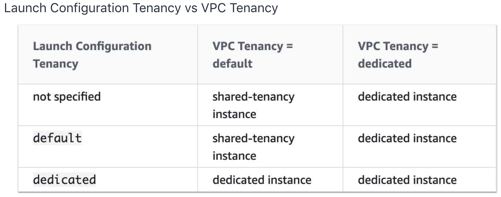 Launch Configuration Tenancy vs VPC Tenancy
Launch Configuration VPC Tenancy = VPC Tenancy =
Tenancy default dedicated
not specified shared-tenancy dedicated instance
instance
default shared-tenancy dedicated instance
instance
dedicated dedicated instance dedicated instance